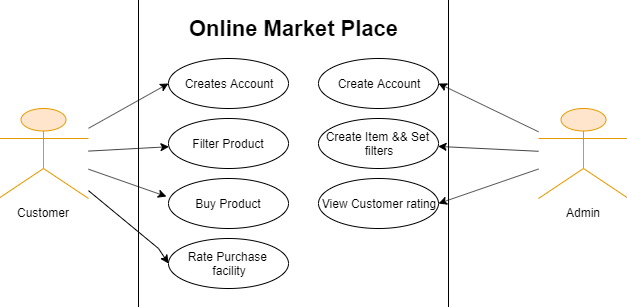 Online Market Place
Creates Account
Create Account
Filter Product
Create Item && Set
filters
Buy Product
View Customer rating
Customer
Admin
Rate Purchase
facility